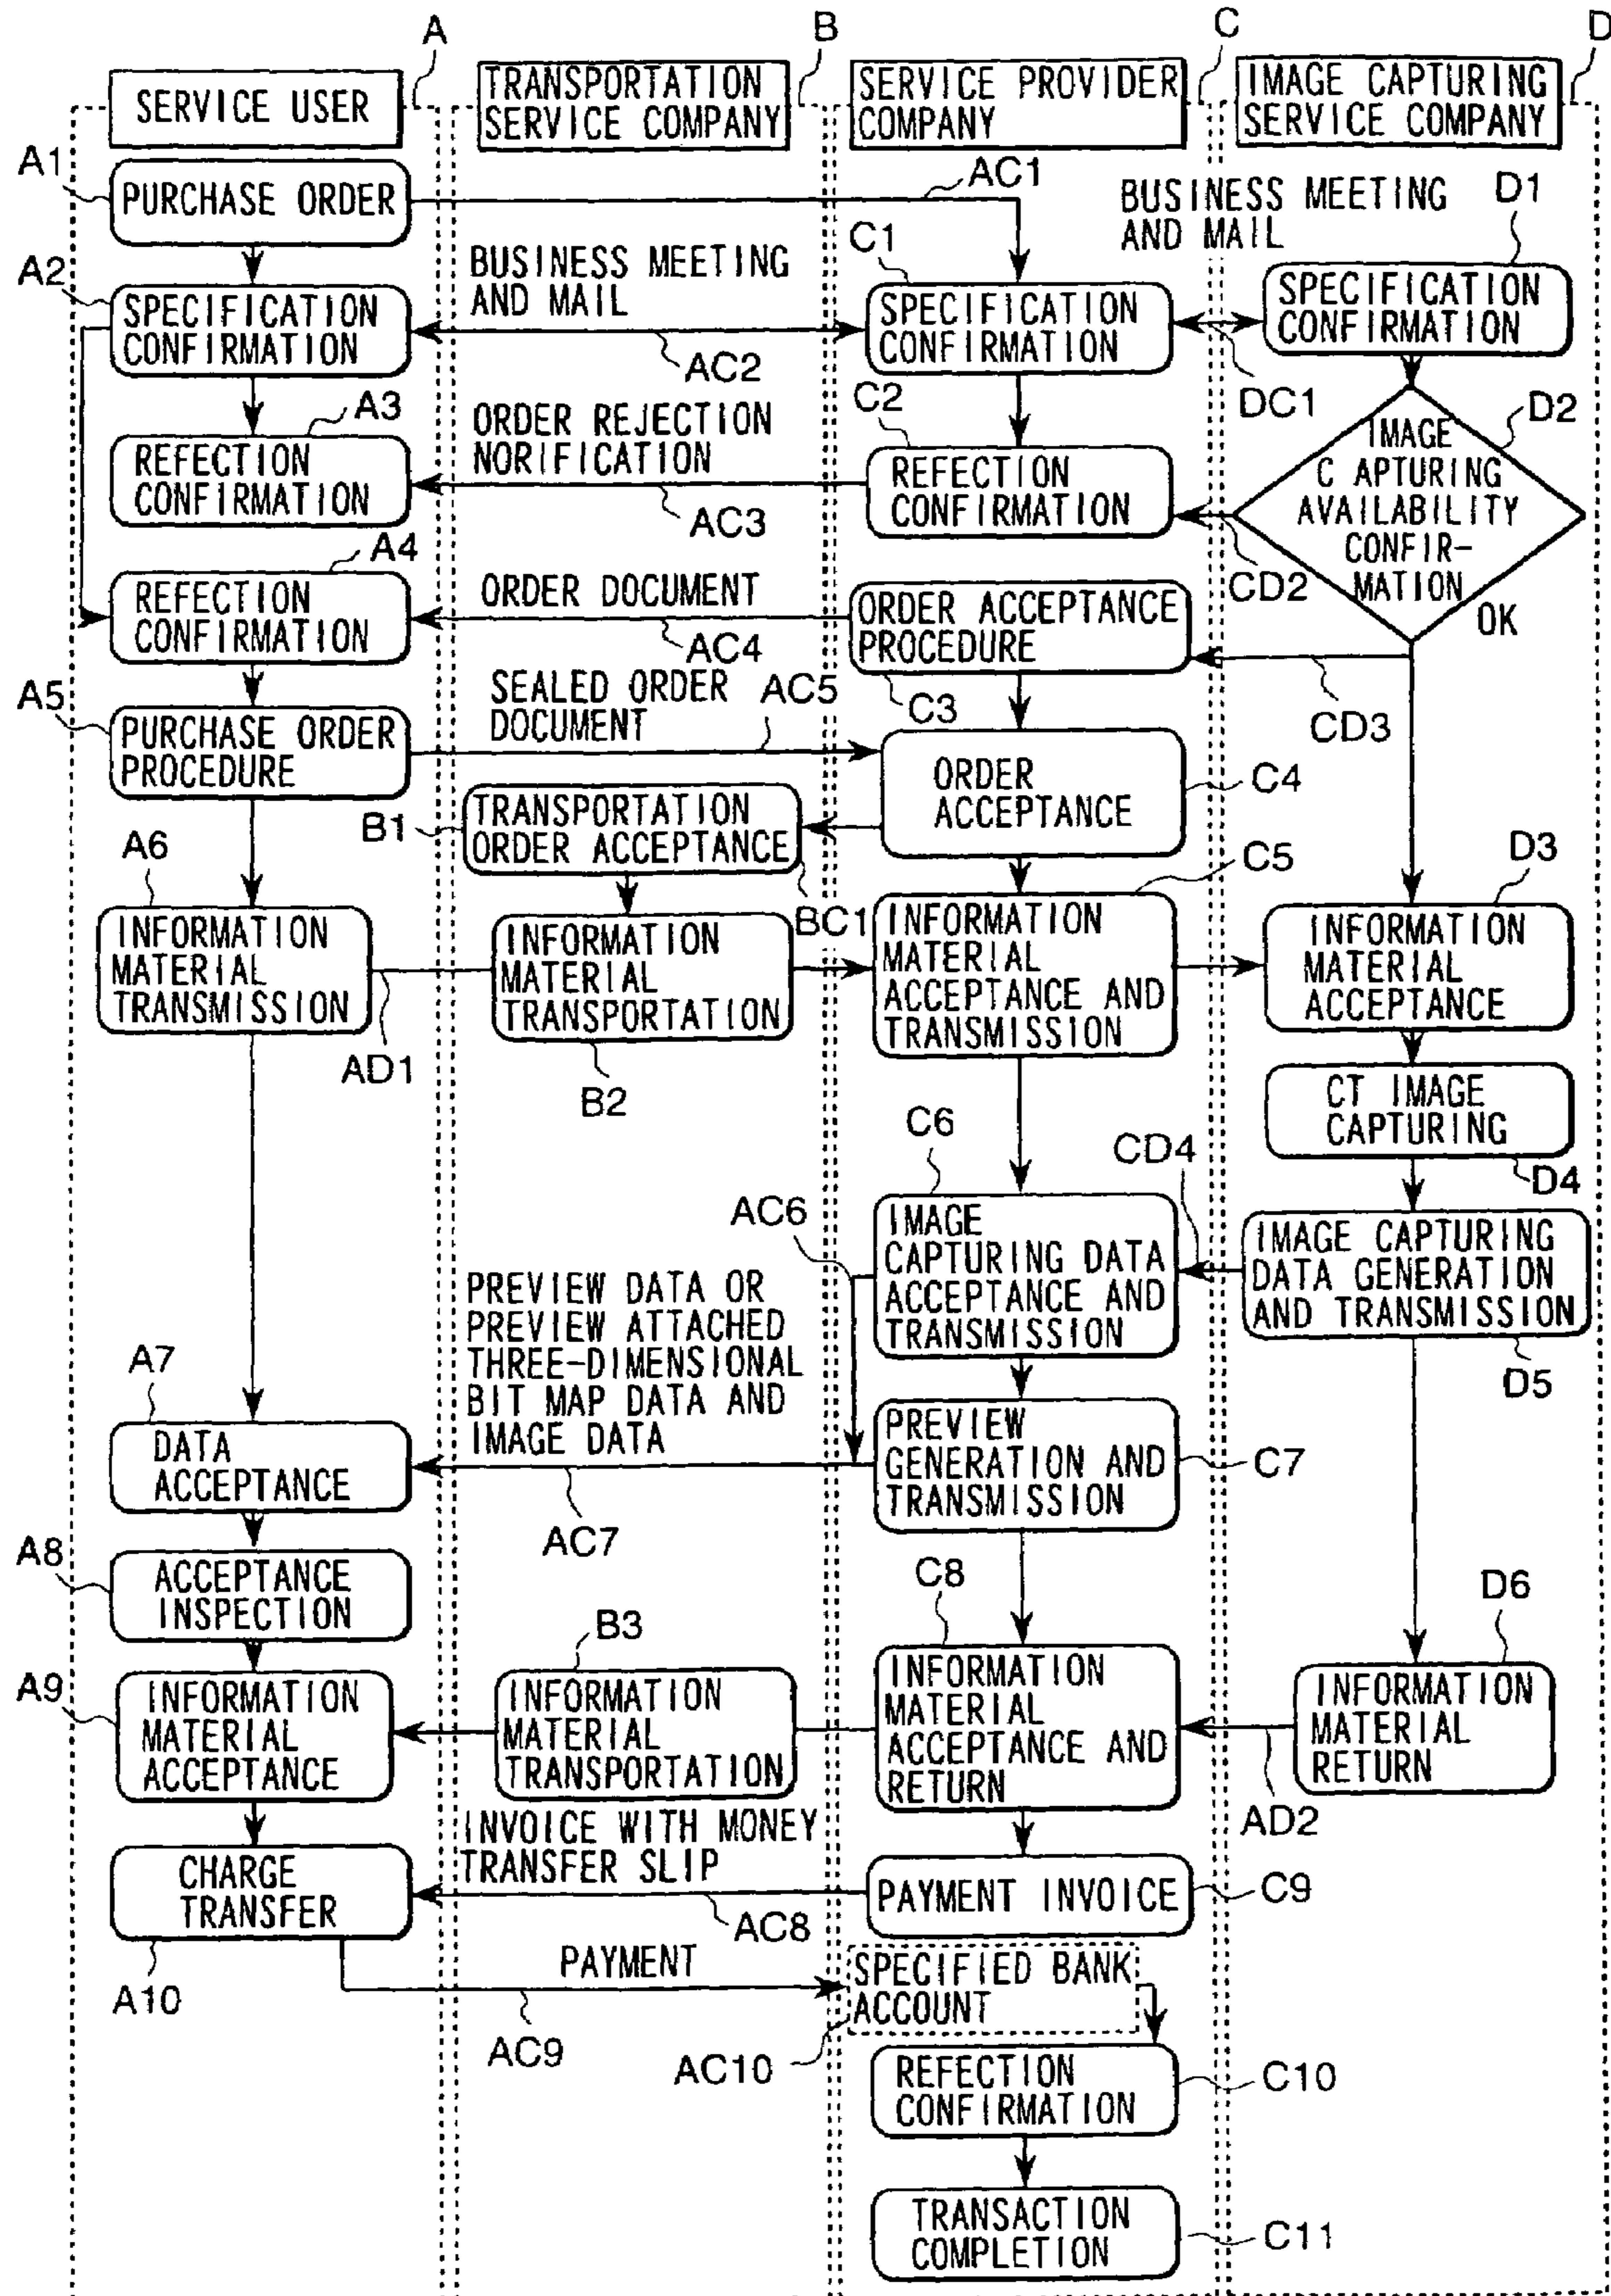 A
B
C
D
SERVICE USER
TRANSPORTATION
SERVICE COMPANY
SERVICE PROVIDER
COMPANY
IMAGE CAPTURING
SERVICE COMPANY
A1
PURCHASE ORDER
AC1
BUSINESS MEETING
AND MAIL
D1
A2
SPECIFICATION
CONFIRMATION
BUSINESS MEETING
AND MAIL
AC2
C1
SPECIFICATION
CONFIRMATION
DC1
SPECIFICATION
CONFIRMATION
A3
REFECTION
CONFIRMATION
ORDER REJECTION
NORIFICATION
AC3
C2
REFECTION
CONFIRMATION
CD2
D2
IMAGE
C APTURING
AVAILABILITY
CONFIR-
MATION
OK
A4
REFECTION
CONFIRMATION
ORDER DOCUMENT
AC4
ORDER ACCEPTANCE
PROCEDURE
C3
CD3
A5
PURCHASE ORDER
PROCEDURE
SEALED ORDER
DOCUMENT
AC5
ORDER
ACCEPTANCE
C4
B1
TRANSPORTATION
ORDER ACCEPTANCE
BC1
A6
INFORMATION
MATERIAL
TRANSMISSION
AD1
INFORMATION
MATERIAL
TRANSPORTATION
B2
C5
INFORMATION
MATERIAL
ACCEPTANCE AND
TRANSMISSION
D3
INFORMATION
MATERIAL
ACCEPTANCE
CT IMAGE
CAPTURING
D4
C6
CD4
AC6
IMAGE
CAPTURING DATA
ACCEPTANCE AND
TRANSMISSION
IMAGE CAPTURING
DATA GENERATION
AND TRANSMISSION
D5
PREVIEW DATA OR
PREVIEW ATTACHED
THREE-DIMENSIONAL
BIT MAP DATA AND
IMAGE DATA
A7
DATA
ACCEPTANCE
AC7
PREVIEW
GENERATION AND
TRANSMISSION
C7
A8
ACCEPTANCE
INSPECTION
C8
D6
B3
A9
INFORMATION
MATERIAL
ACCEPTANCE
INFORMATION
MATERIAL
TRANSPORTATION
INFORMATION
MATERIAL
ACCEPTANCE AND
RETURN
INFORMATION
MATERIAL
RETURN
AD2
INVOICE WITH MONEY
TRANSFER SLIP
CHARGE
TRANSFER
AC8
PAYMENT INVOICE
C9
A10
PAYMENT
AC9
SPECIFIED BANK
ACCOUNT
AC10
REFECTION
CONFIRMATION
C10
TRANSACTION
COMPLETION
C11